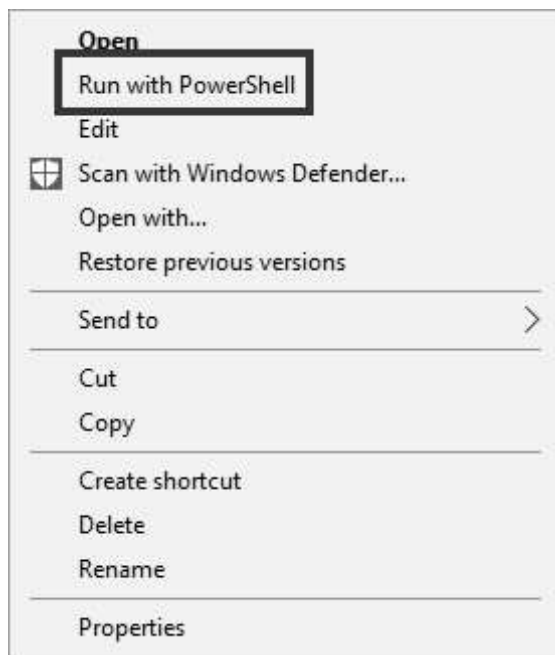 Open
Run with PowerShell
Edit
Scan with Windows Defender...
Open with...
Restore previous versions
Send to
Cut
Copy
Create shortcut
Delete
Rename
Properties